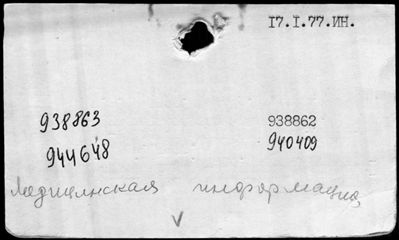 17.I.77.ИН.
938863 938862
944648 940409
Медицинская информация